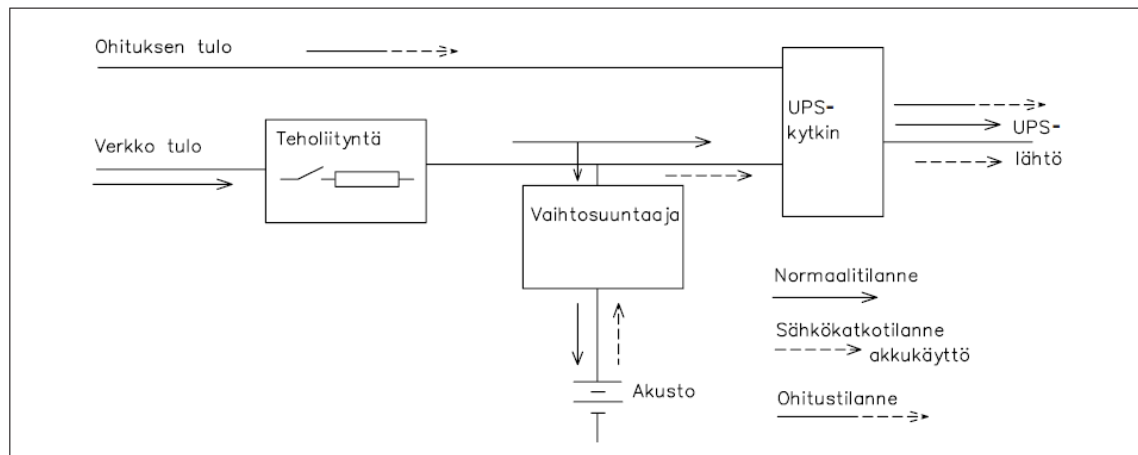 Ohituksen tulo
UPS-
kytkin
UPS-
lähtö
Verkko tulo
Teholiityntä
Vaihtosuuntaaja
Akusto
Normaalitilanne
Sähkökatkotilanne
akkukäyttö
Ohitustilanne